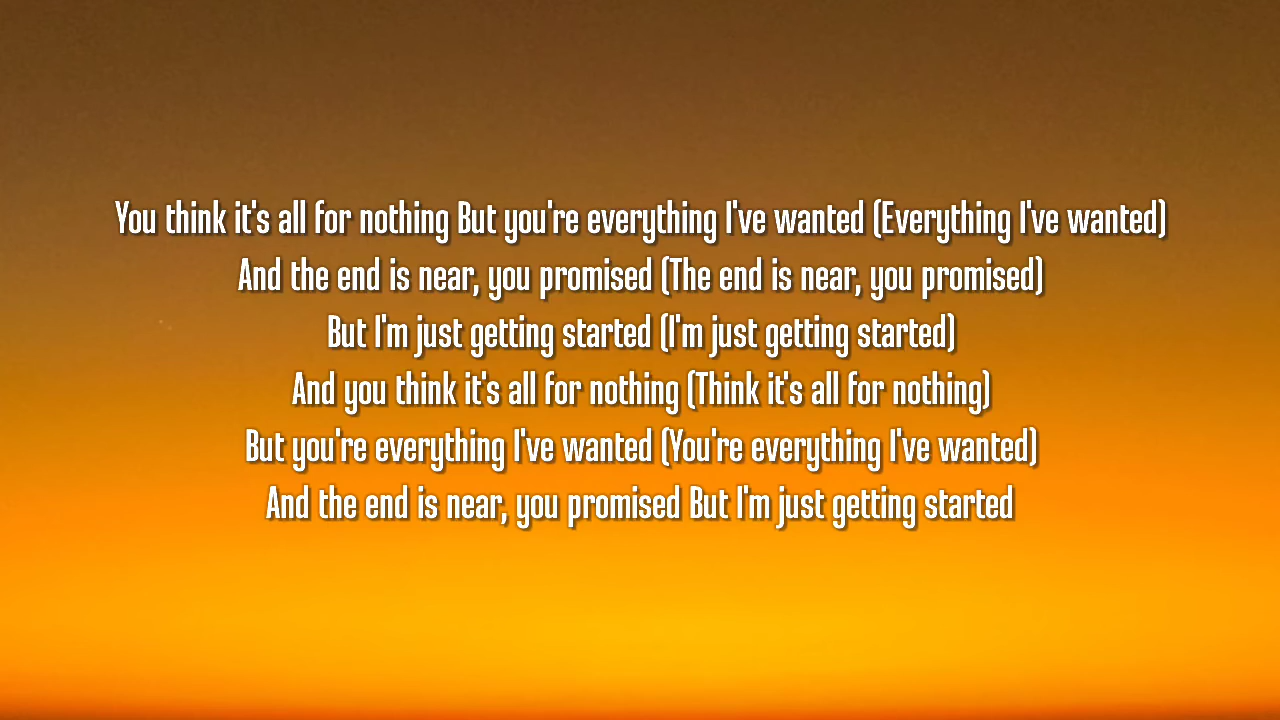 You think it's all for nothing But you're everything I've wanted (Everything I've wanted)
And the end is near, you promised (The end is near, you promised)
But I'm just getting started (I'm just getting started)
And you think it's all for nothing (Think it's all for nothing)
But you're everything I've wanted (You're everything I've wanted)
And the end is near, you promised But I'm just getting started